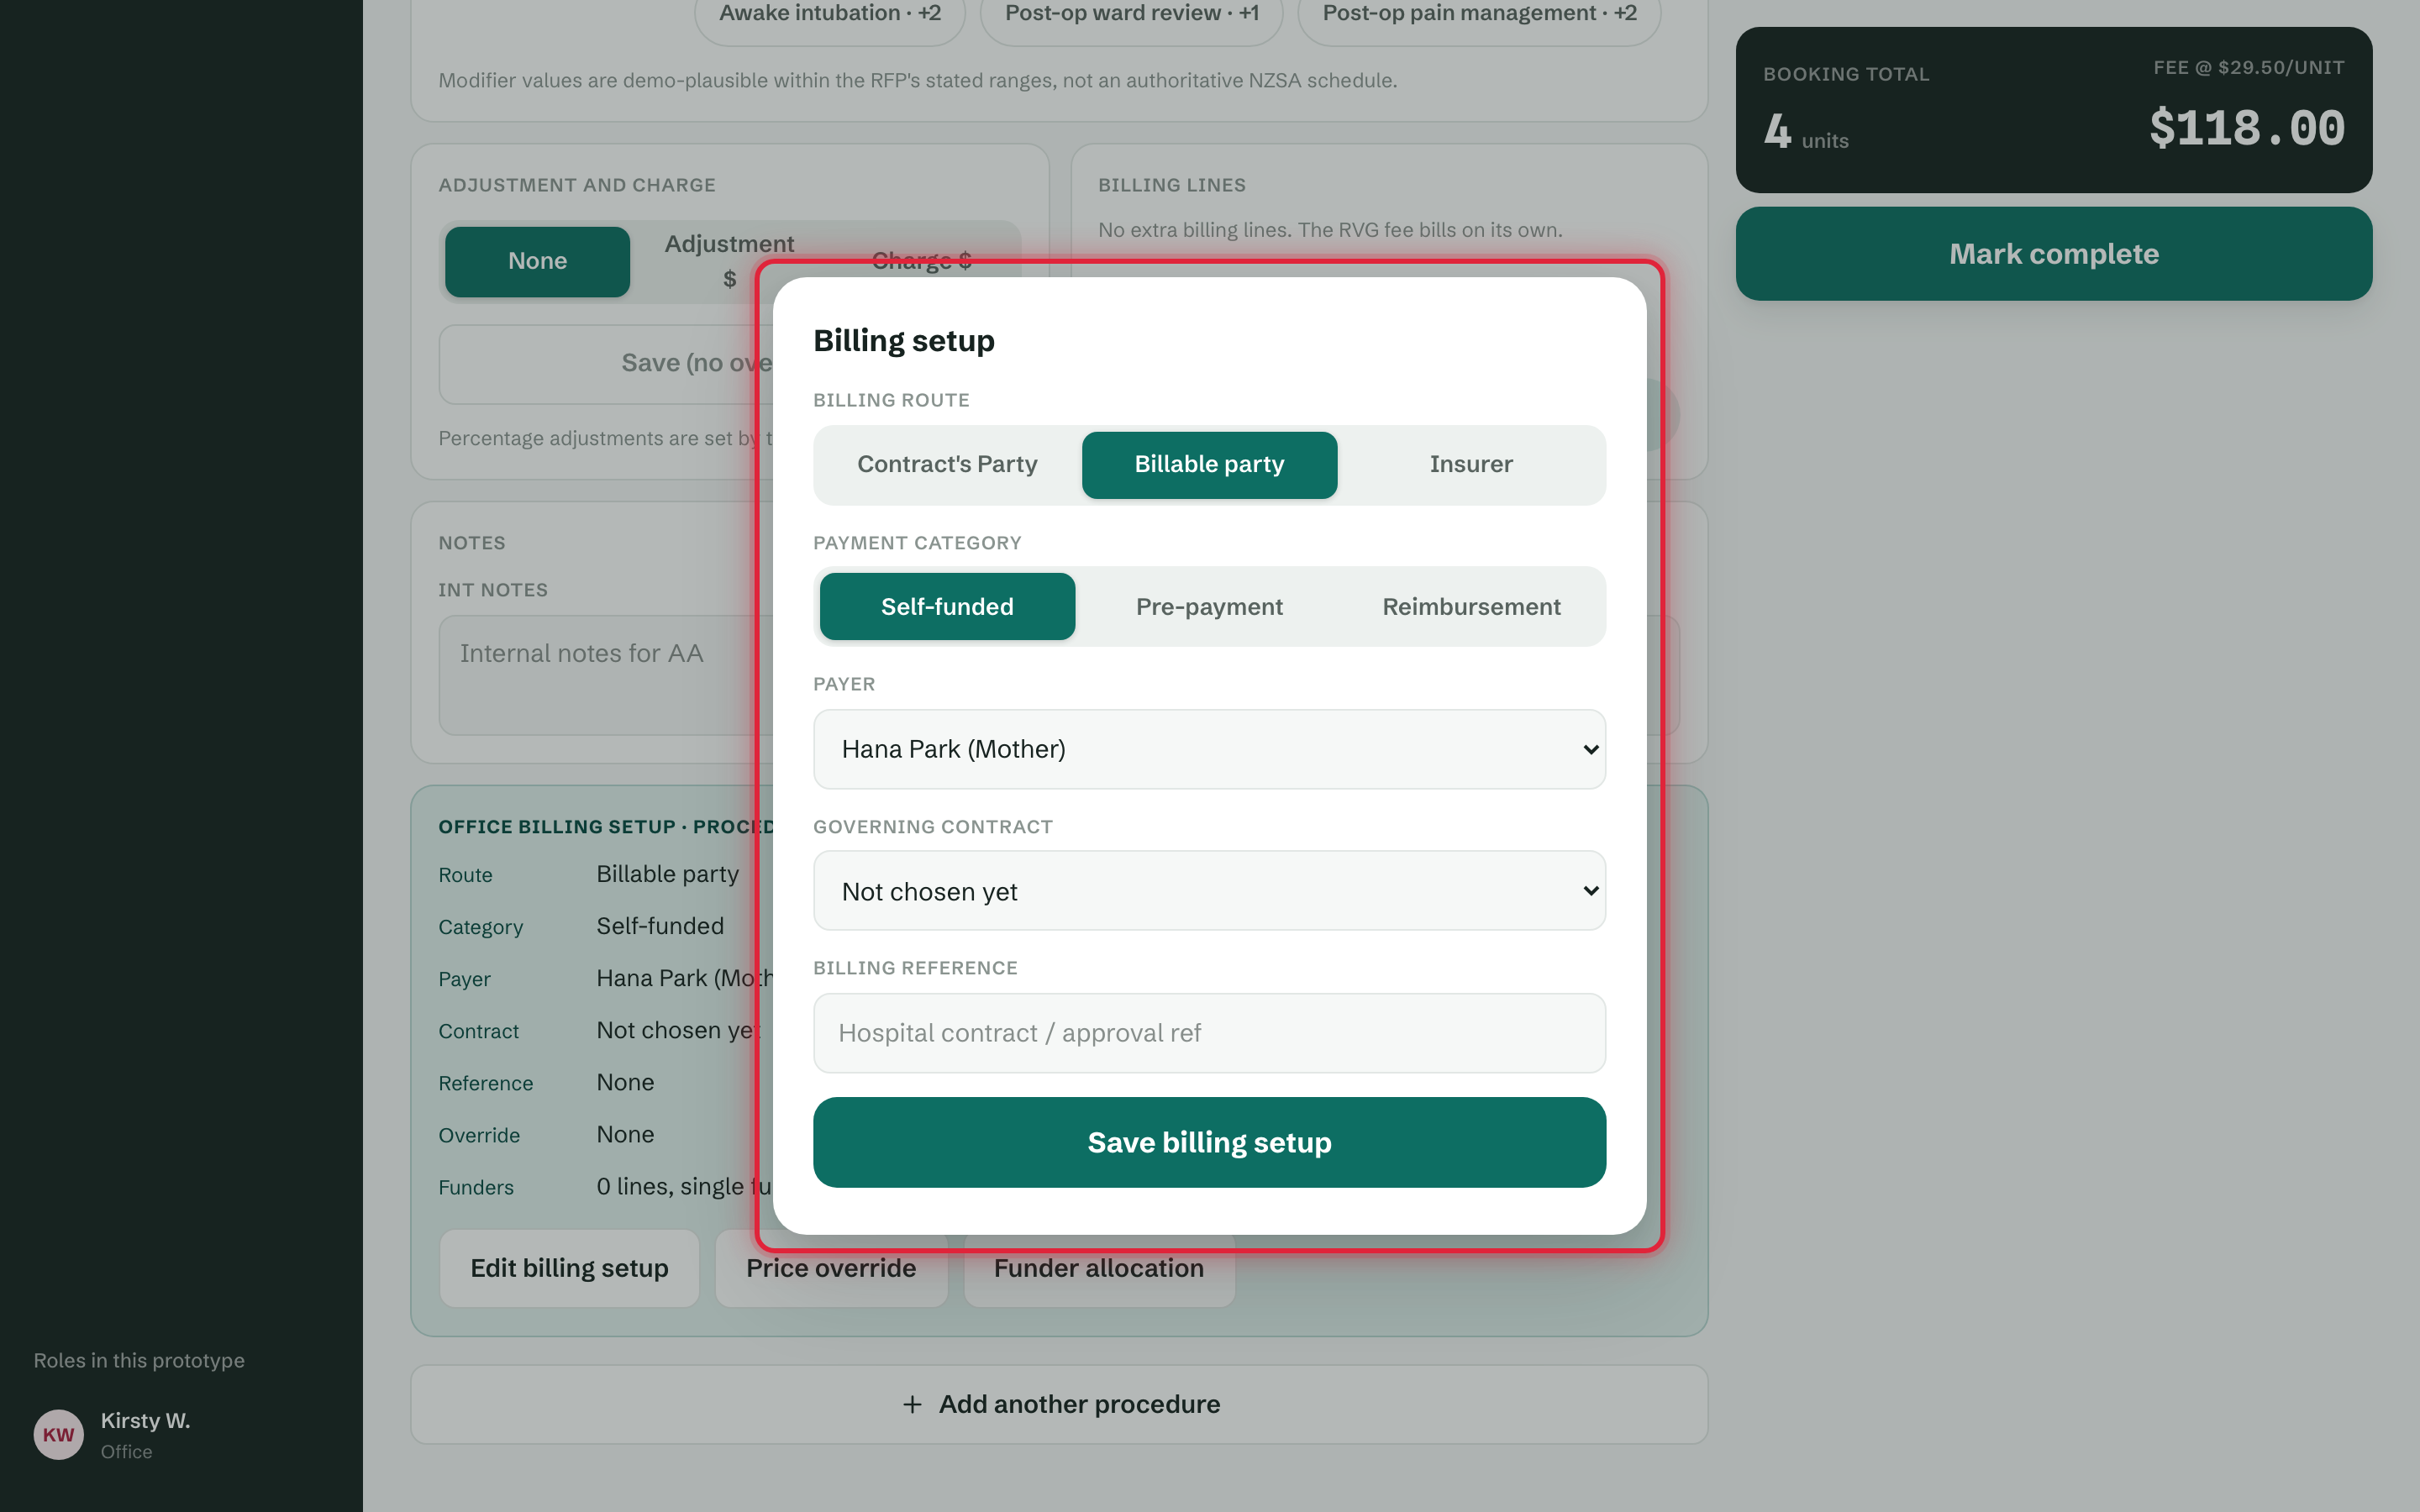 Awake intubation · +2
Post-op ward review · +1
Post-op pain management · +2
Modifier values are demo-plausible within the RFP's stated ranges, not an authoritative NZSA schedule.
BOOKING TOTAL
FEE @ $29.50/UNIT
4 units
$118.00
Mark complete
ADJUSTMENT AND CHARGE
None
Adjustment
$
Charge $
Save (no ove
Percentage adjustments are set by t
BILLING LINES
No extra billing lines. The RVG fee bills on its own.
NOTES
INT NOTES
Internal notes for AA
Billing setup
BILLING ROUTE
Contract's Party
Billable party
Insurer
PAYMENT CATEGORY
Self-funded
Pre-payment
Reimbursement
PAYER
Hana Park (Mother)
GOVERNING CONTRACT
Not chosen yet
BILLING REFERENCE
Hospital contract / approval ref
Save billing setup
OFFICE BILLING SETUP · PROCED
Route
Billable party
Category
Self-funded
Payer
Hana Park (Moth
Contract
Not chosen yet
Reference
None
Override
None
Funders
0 lines, single fu
Edit billing setup
Price override
Funder allocation
+ Add another procedure
Roles in this prototype
KW
Kirsty W.
Office